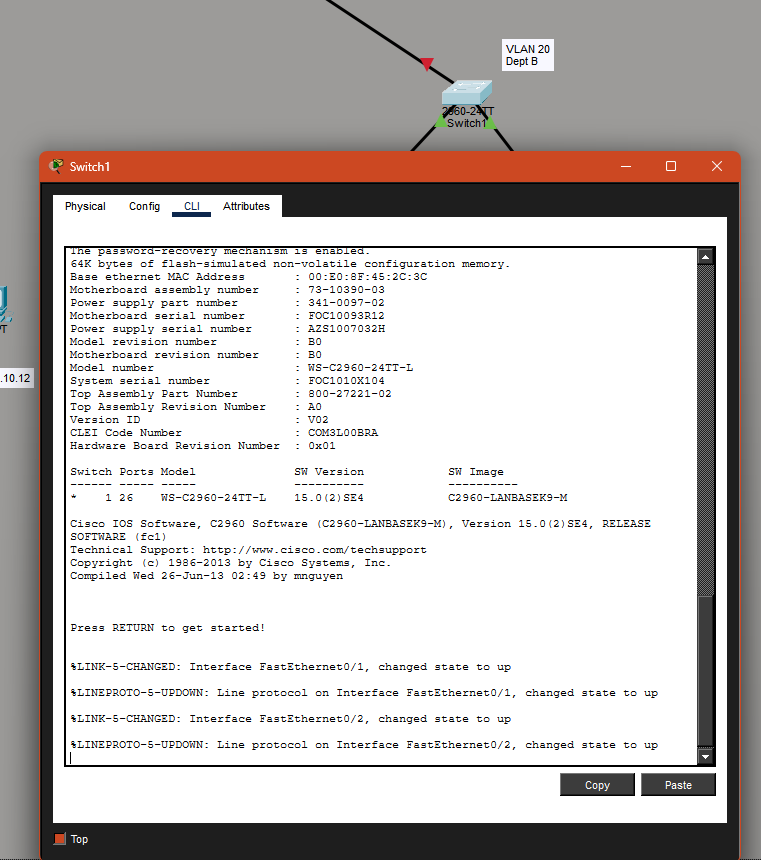 VLAN 20
Dept B
2960-24TT
Switch1
Switch1
Physical Config CLI Attributes
The password-recovery mechanism is enabled.
64K bytes of flash-simulated non-volatile configuration memory.
Base ethernet MAC Address : 00:E0:8F:45:2C:3C
Motherboard assembly number : 73-10390-03
Power supply part number : 341-0097-02
Motherboard serial number : FOC10093R12
Power supply serial number : AZS1007032H
Model revision number : B0
Motherboard revision number : B0
Model number : WS-C2960-24TT-L
System serial number : FOC1010X104
Top Assembly Part Number : 800-27221-02
Top Assembly Revision Number : A0
Version ID : V02
CLEI Code Number : COM3L00BRA
Hardware Board Revision Number : 0x01
Switch Ports Model SW Version SW Image
------ ----- ----- ---------- ----------
* 1 26 WS-C2960-24TT-L 15.0(2)SE4 C2960-LANBASEK9-M
Cisco IOS Software, C2960 Software (C2960-LANBASEK9-M), Version 15.0(2)SE4, RELEASE
SOFTWARE (fc1)
Technical Support: http://www.cisco.com/techsupport
Copyright (c) 1986-2013 by Cisco Systems, Inc.
Compiled Wed 26-Jun-13 02:49 by mnguyen
Press RETURN to get started!
%LINK-5-CHANGED: Interface FastEthernet0/1, changed state to up
%LINEPROTO-5-UPDOWN: Line protocol on Interface FastEthernet0/1, changed state to up
%LINK-5-CHANGED: Interface FastEthernet0/2, changed state to up
%LINEPROTO-5-UPDOWN: Line protocol on Interface FastEthernet0/2, changed state to up
Copy Paste
Top
.10.12